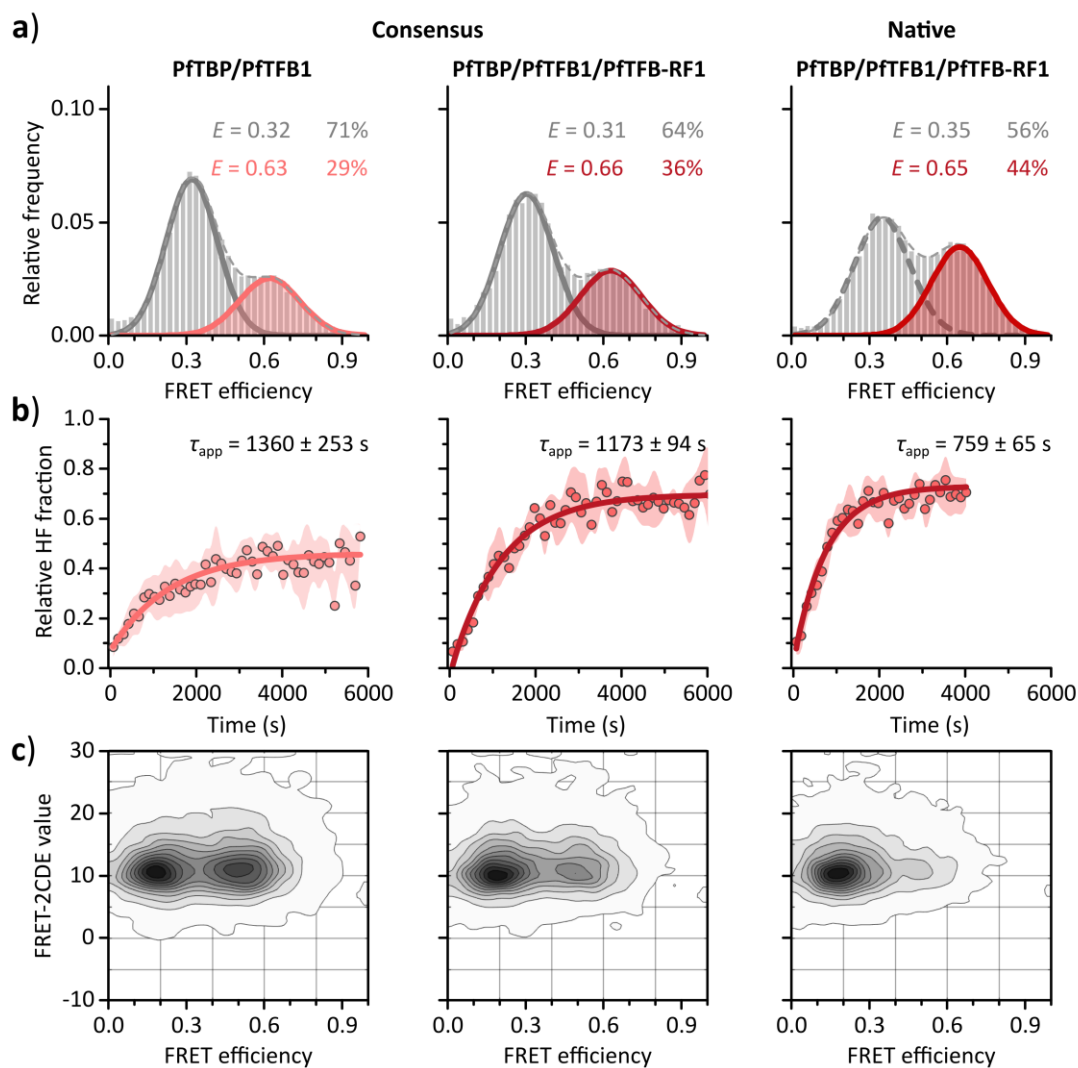 a)
Consensus
Native
PfTBP/PfTFB1
PfTBP/PfTFB1/PfTFB-RF1
PfTBP/PfTFB1/PfTFB-RF1
Relative frequency
0.10
0.05
0.00
E = 0.32 71%
E = 0.63 29%
0.0 0.3 0.6 0.9
FRET efficiency
E = 0.31 64%
E = 0.66 36%
0.0 0.3 0.6 0.9
FRET efficiency
E = 0.35 56%
E = 0.65 44%
0.0 0.3 0.6 0.9
FRET efficiency
b)
Relative HF fraction
1.0
0.8
0.6
0.4
0.2
0.0
τapp = 1360 ± 253 s
0 2000 4000 6000
Time (s)
τapp = 1173 ± 94 s
0 2000 4000 6000
Time (s)
τapp = 759 ± 65 s
0 2000 4000 6000
Time (s)
c)
FRET-2CDE value
30
20
10
0
-10
0.0 0.3 0.6 0.9
FRET efficiency
0.0 0.3 0.6 0.9
FRET efficiency
0.0 0.3 0.6 0.9
FRET efficiency